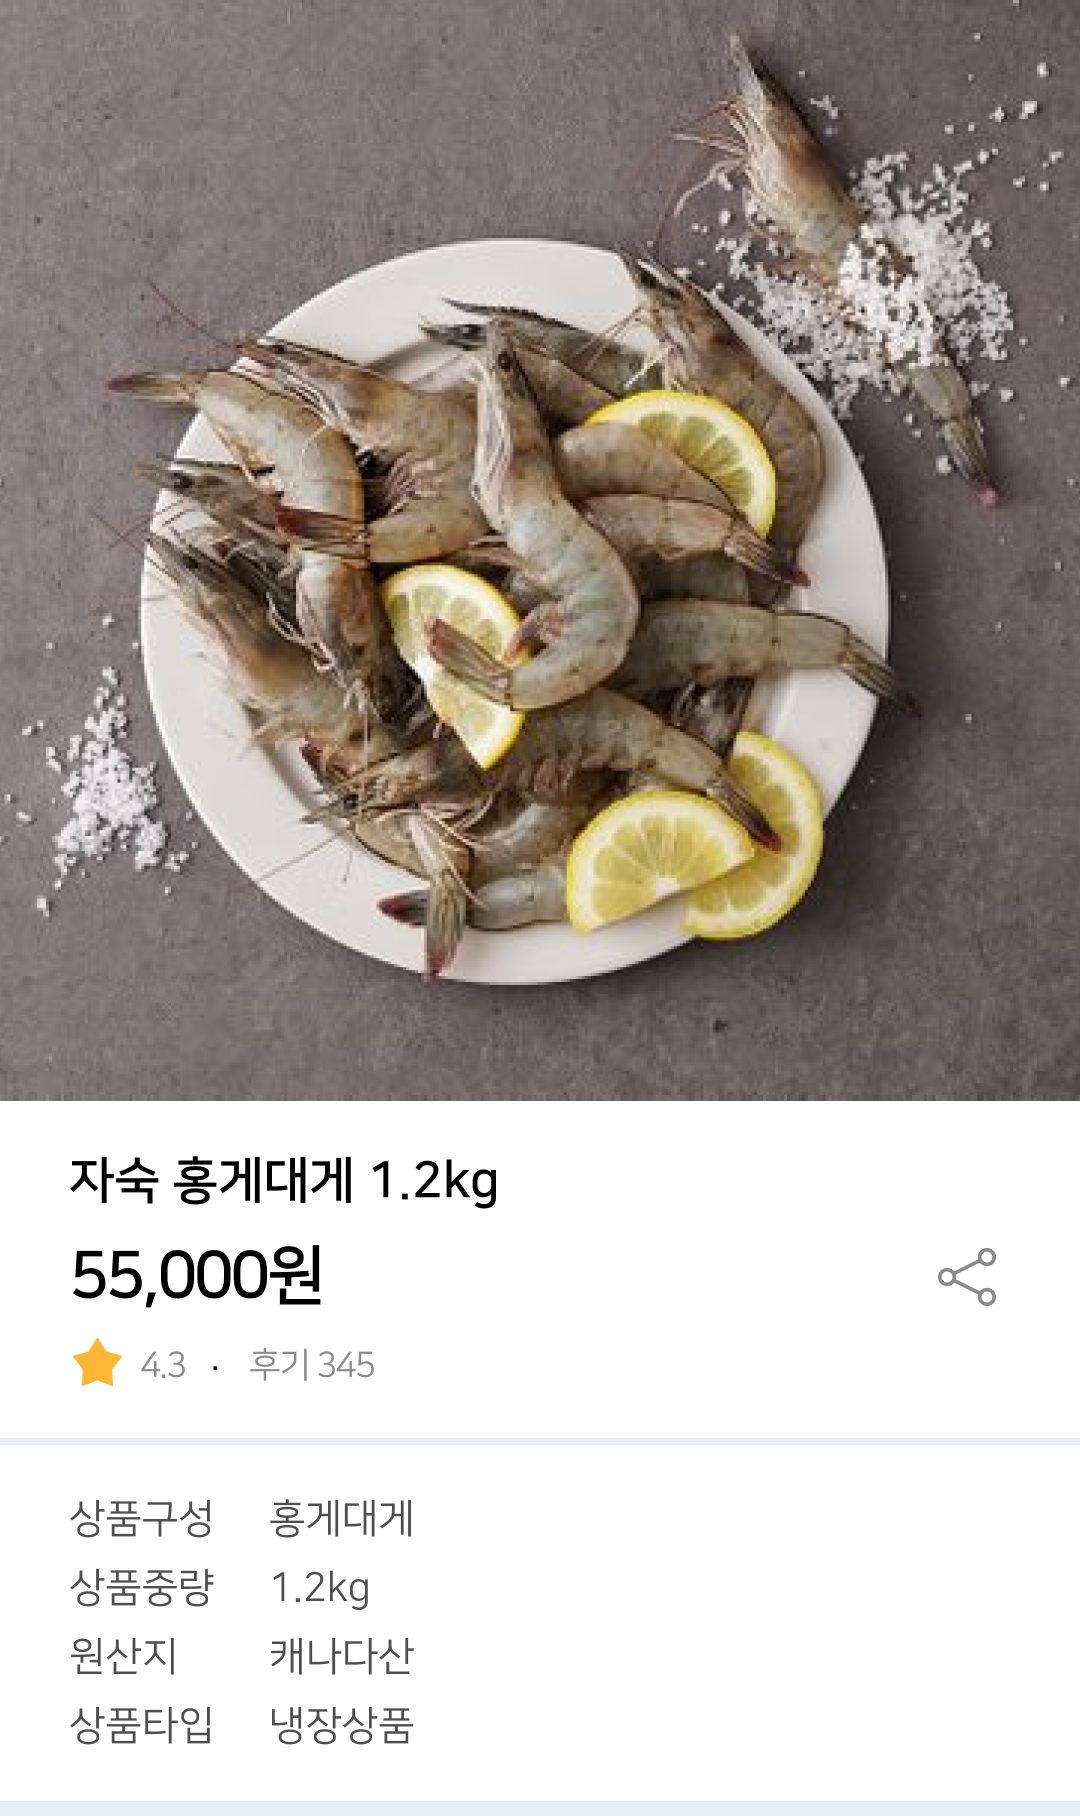 자숙 홍게대게 1.2kg
55,000원
4.3 · 후기 345
상품구성 홍게대게
상품중량 1.2kg
원산지 캐나다산
상품타입 냉장상품